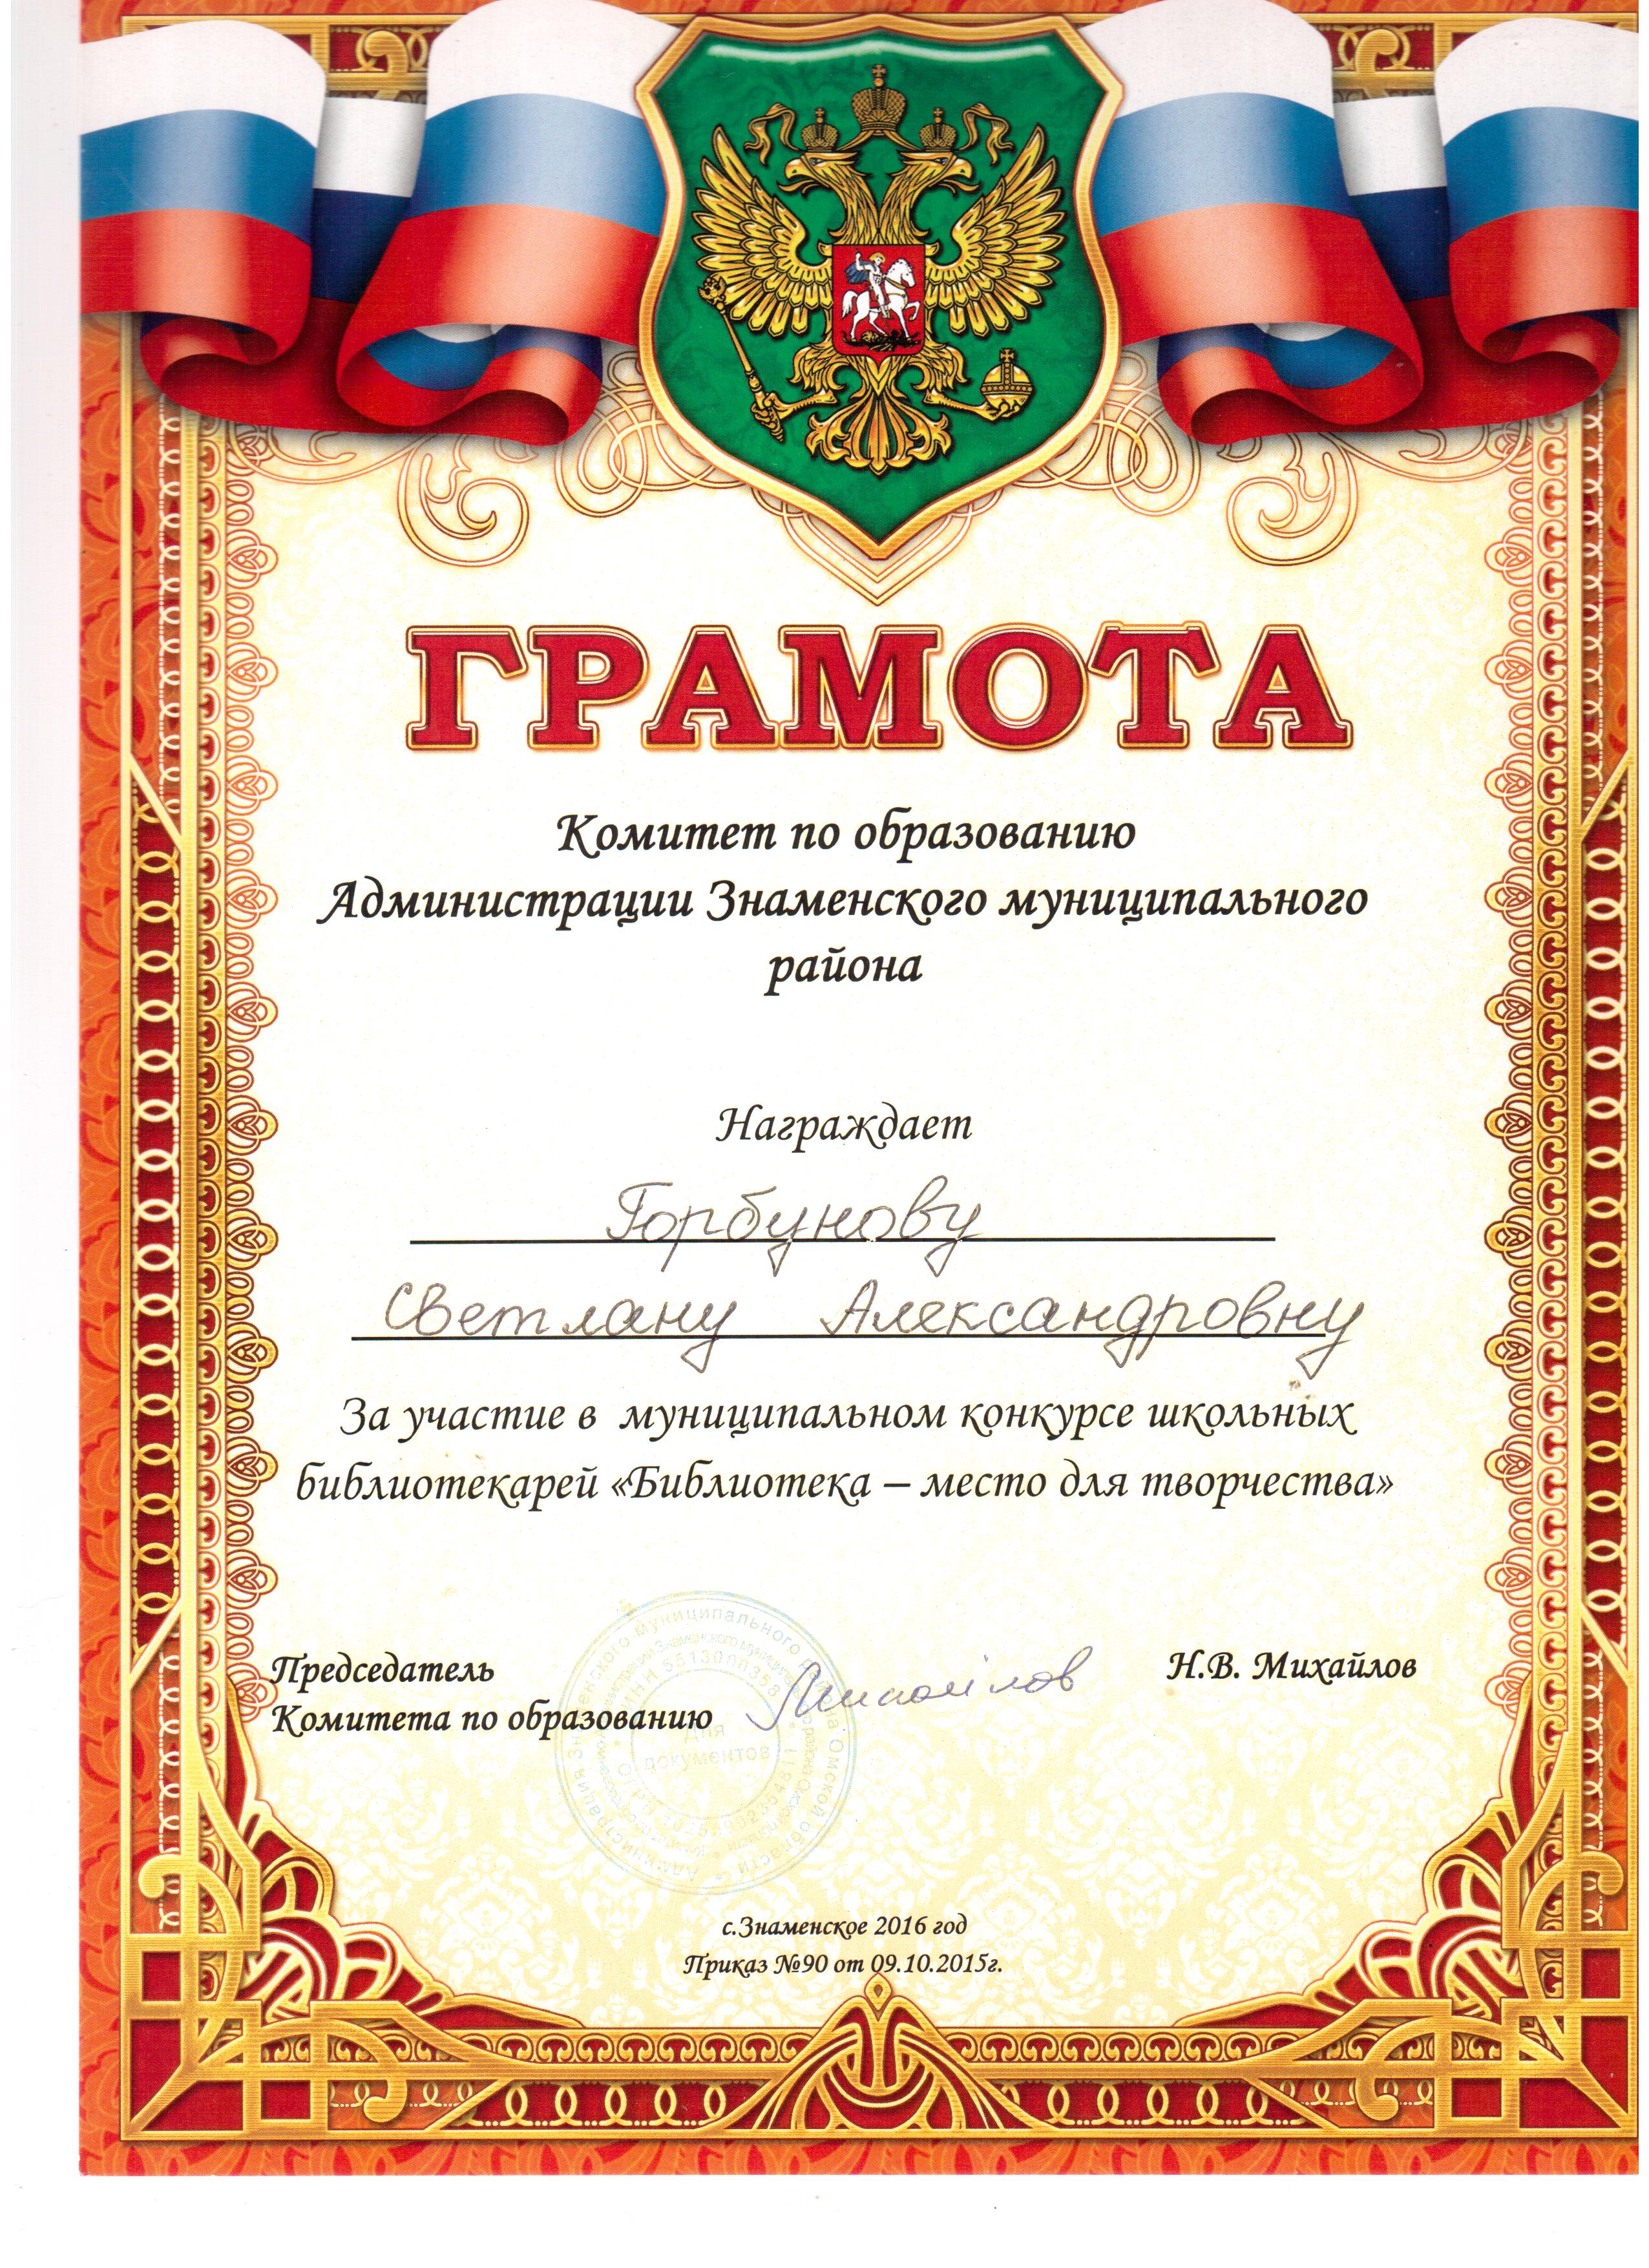 ГРАМОТА
Комитет по образованию
Администрации Знаменского муниципального
района
Награждает
Горбунову
Светлану Александровну
За участие в муниципальном конкурсе школьных
библиотекарей «Библиотека – место для творчества»
Председатель
Комитета по образованию
Михайлов
Н.В. Михайлов
Администрация Знаменского муниципального района Омской области
Для
документов
с.Знаменское 2016 год
Приказ №90 от 09.10.2015г.